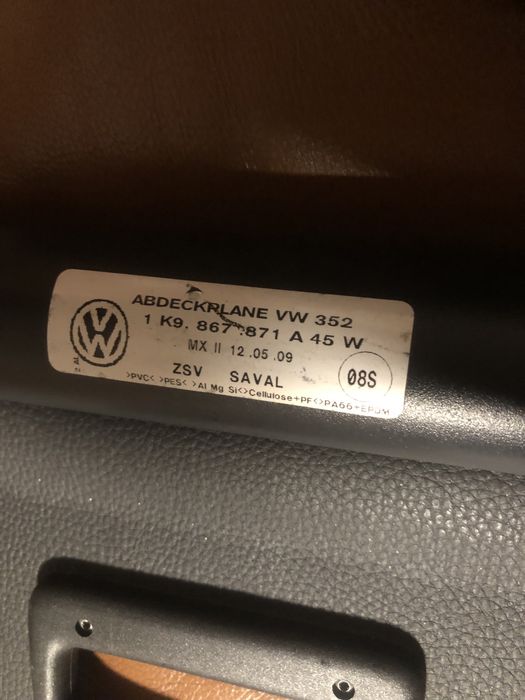 ABDECKPLANE VW 352
1 K9. 867 .871 A 45 W
MX II 12.05.09
ZSV SAVAL
08S
>PVC< >PES< >Al Mg Si<>Cellulose+PF<>PA66+EPDM